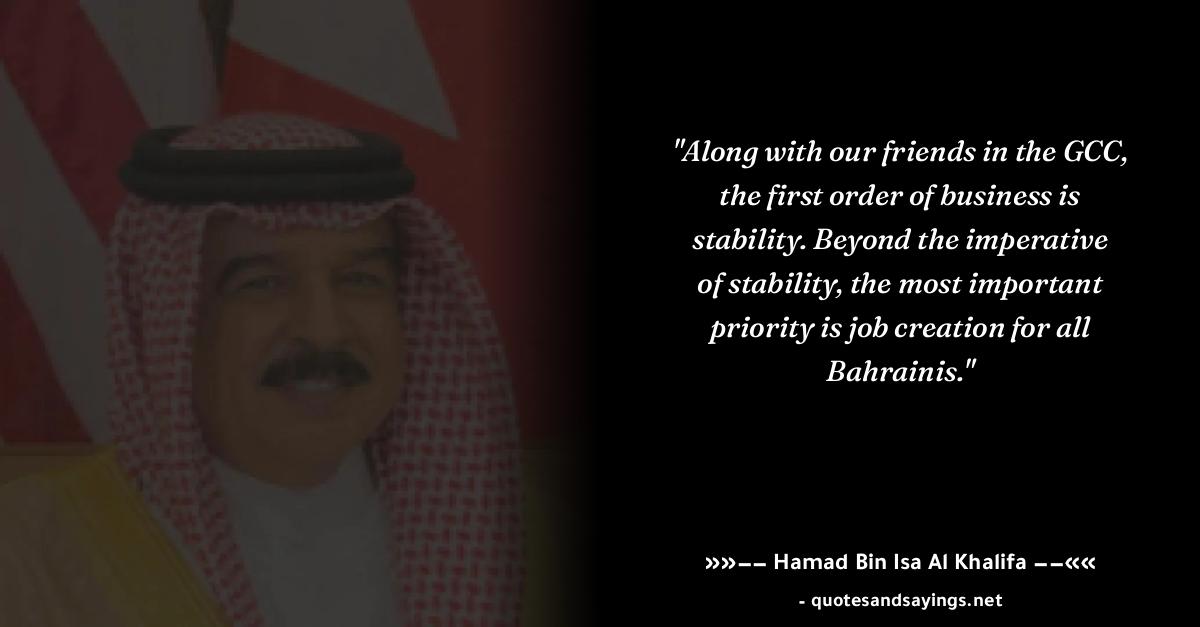 "Along with our friends in the GCC,
the first order of business is
stability. Beyond the imperative
of stability, the most important
priority is job creation for all
Bahrainis."
»»—— Hamad Bin Isa Al Khalifa ——««
- quotesandsayings.net